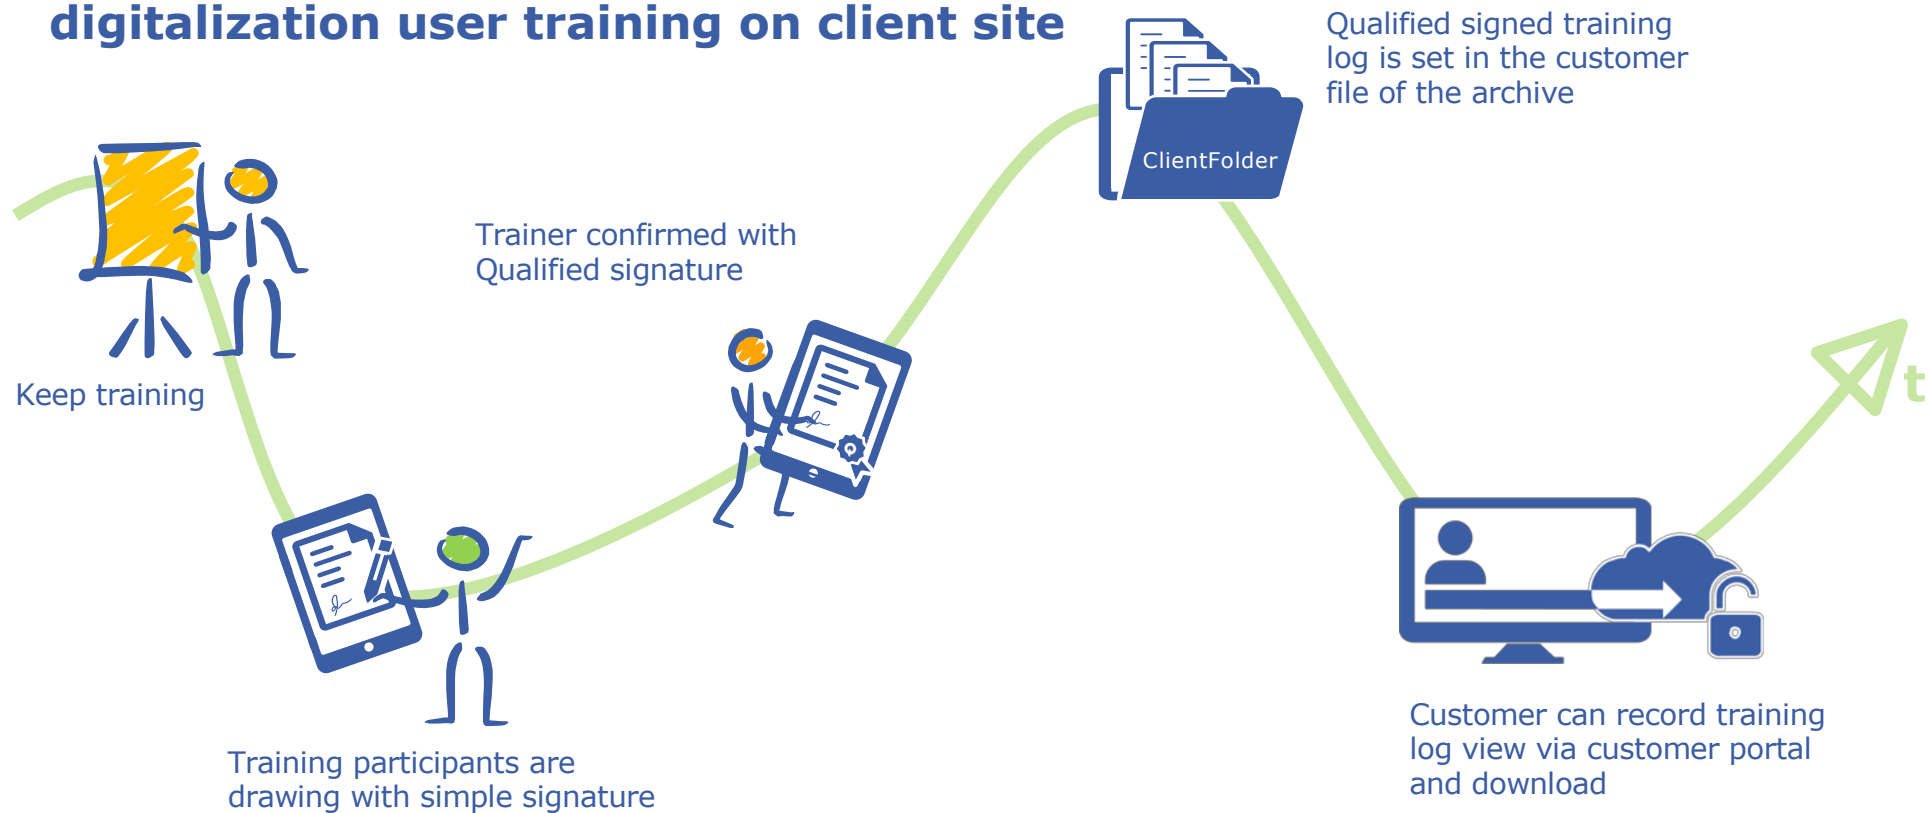 digitalization user training on client site
Qualified signed training
log is set in the customer
file of the archive
ClientFolder
Trainer confirmed with
Qualified signature
Keep training
t
Training participants are
drawing with simple signature
Customer can record training
log view via customer portal
and download